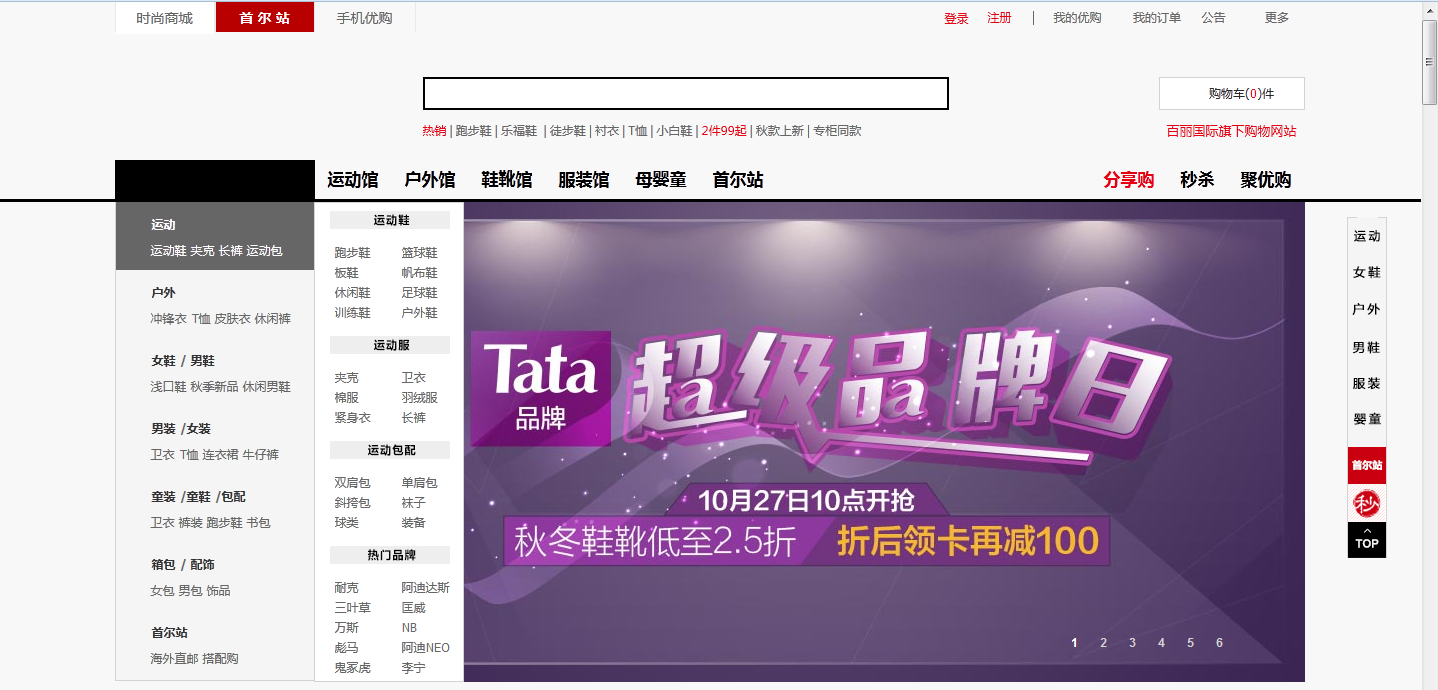 时尚商城 首 尔 站 手机优购 登录 注册 | 我的优购 我的订单 公告 更多
购物车(0)件
热销 | 跑步鞋 | 乐福鞋 | 徒步鞋 | 衬衣 | T恤 | 小白鞋 | 2件99起 | 秋款上新 | 专柜同款
百丽国际旗下购物网站
运动馆 户外馆 鞋靴馆 服装馆 母婴童 首尔站 分享购 秒杀 聚优购
运动
运动鞋 夹克 长裤 运动包
户外
冲锋衣 T恤 皮肤衣 休闲裤
女鞋 / 男鞋
浅口鞋 秋季新品 休闲男鞋
男装 /女装
卫衣 T恤 连衣裙 牛仔裤
童装 /童鞋 /包配
卫衣 裤装 跑步鞋 书包
箱包 / 配饰
女包 男包 饰品
首尔站
海外直邮 搭配购
运动鞋
跑步鞋 篮球鞋
板鞋 帆布鞋
休闲鞋 足球鞋
训练鞋 户外鞋
运动服
夹克 卫衣
棉服 羽绒服
紧身衣 长裤
运动包配
双肩包 单肩包
斜挎包 袜子
球类 装备
热门品牌
耐克 阿迪达斯
三叶草 匡威
万斯 NB
彪马 阿迪NEO
鬼冢虎 李宁
Tata
品牌
超级品牌日
10月27日10点开抢
秋冬鞋靴低至2.5折 折后领卡再减100
1 2 3 4 5 6
运动
女鞋
户外
男鞋
服装
婴童
首尔站
秒
TOP